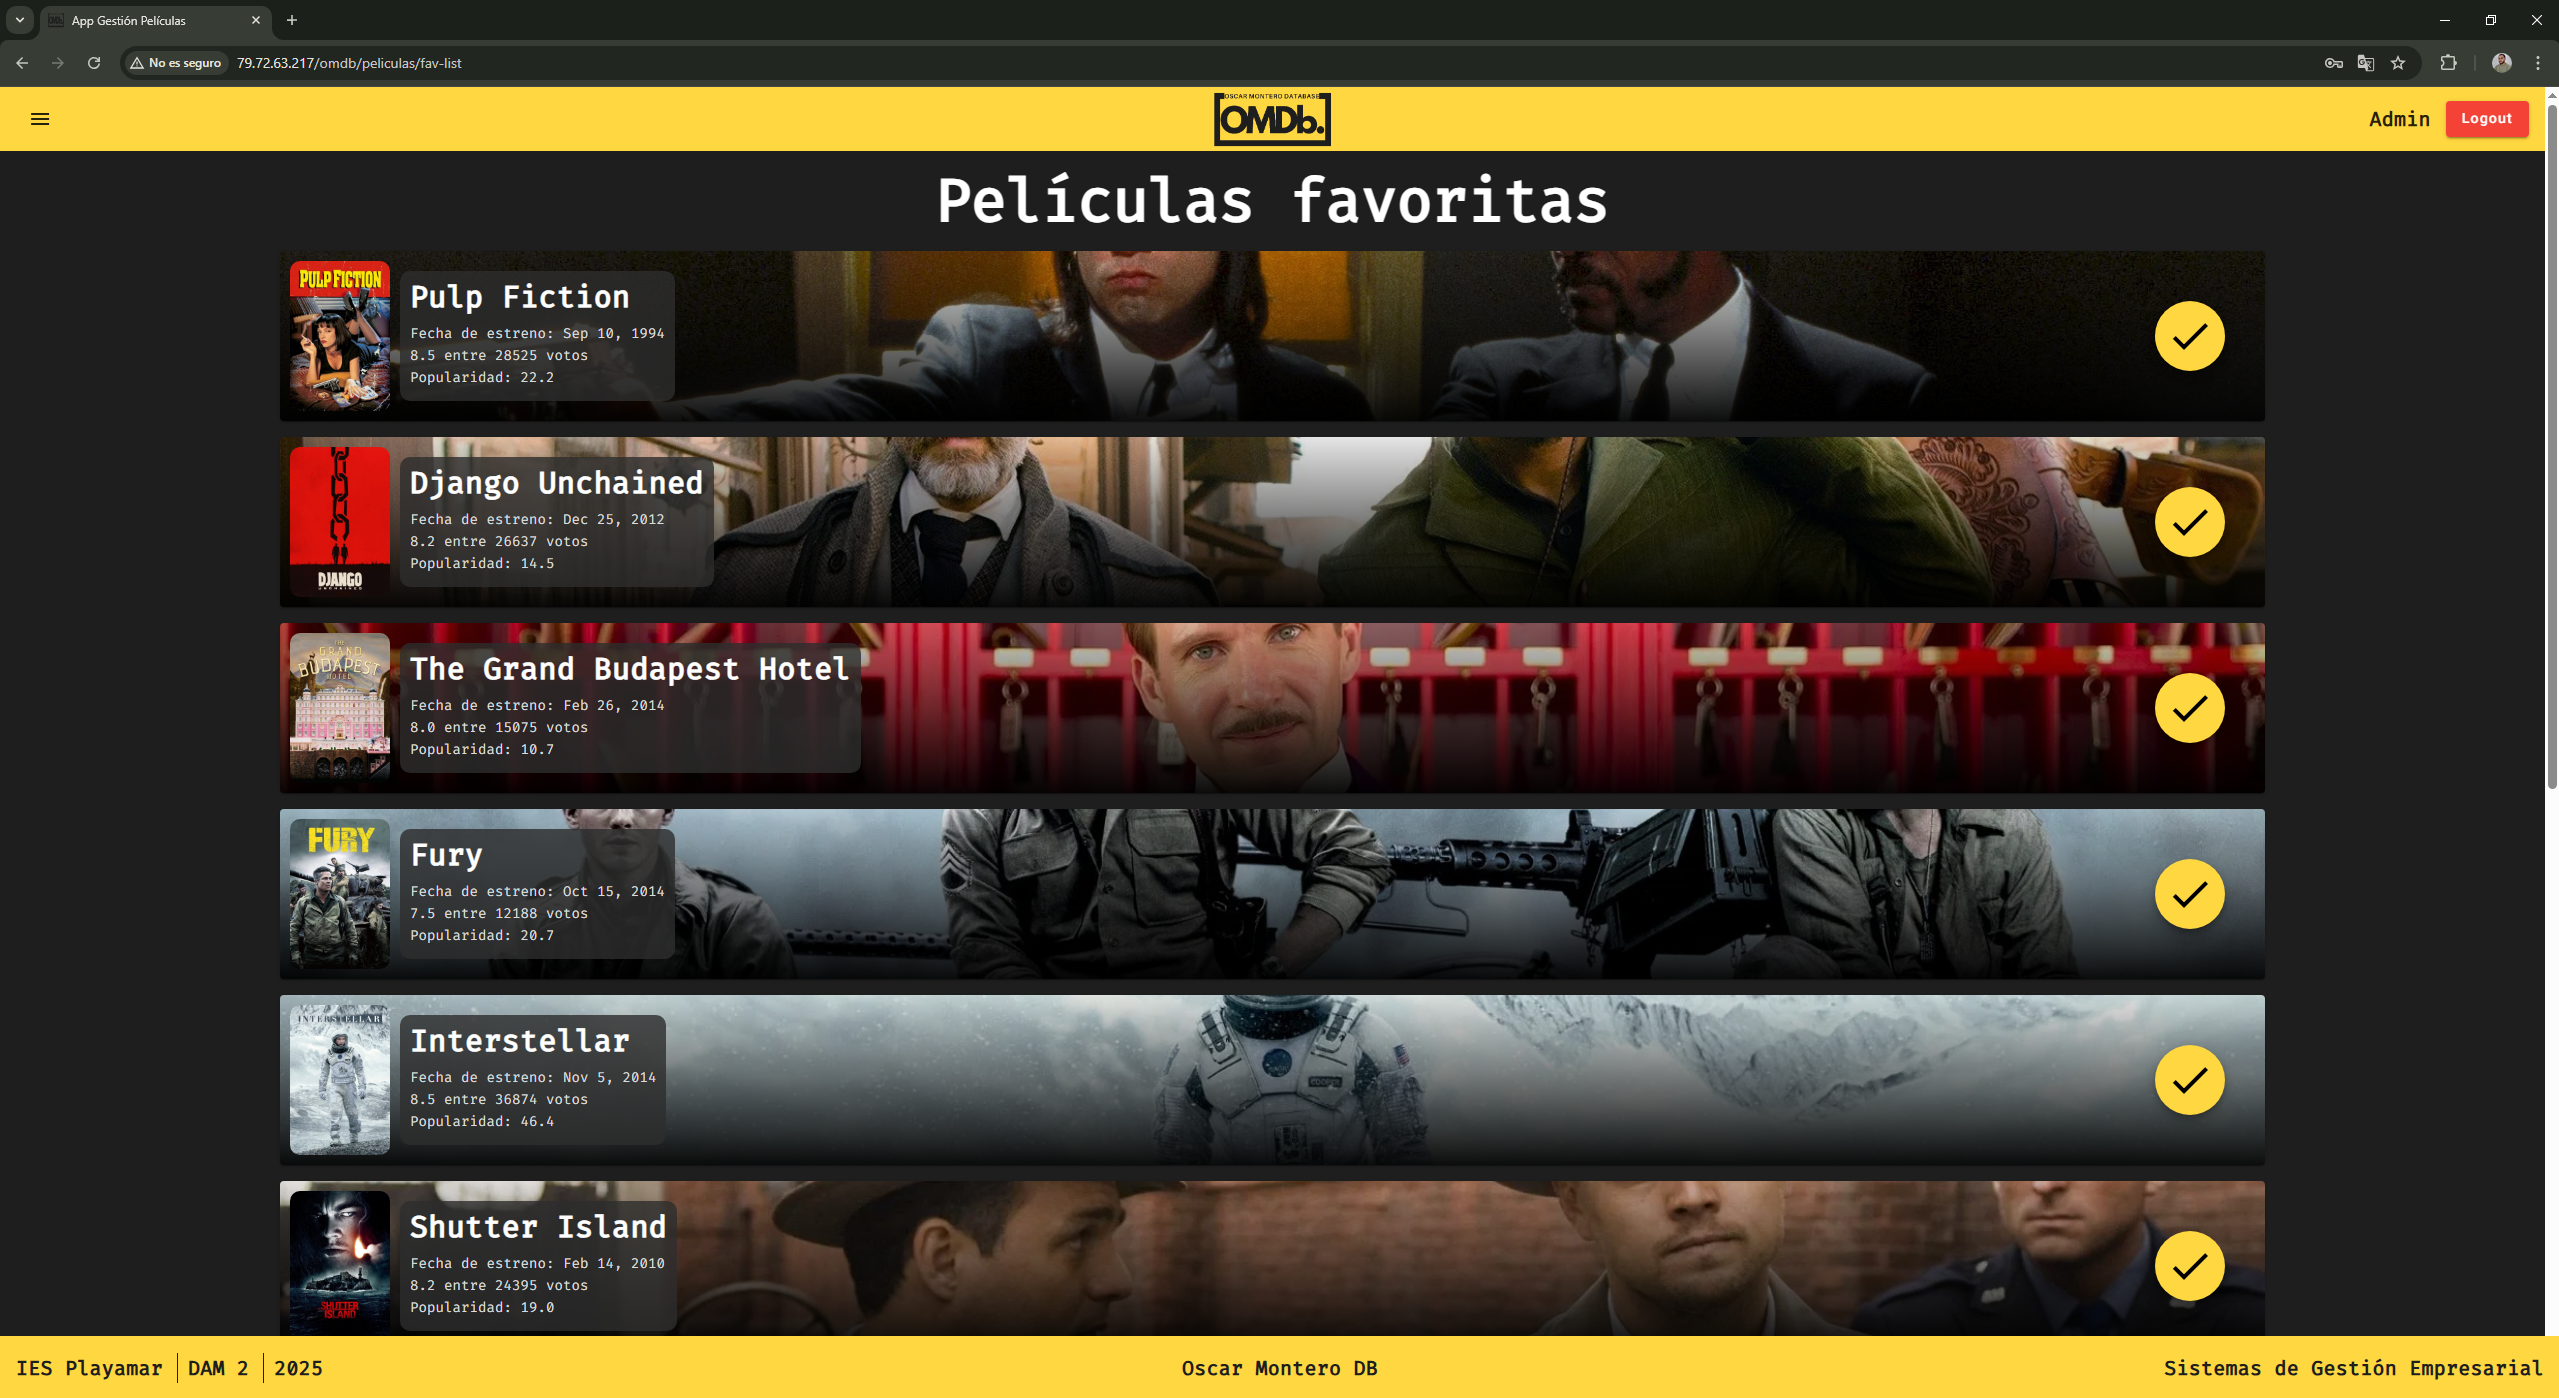 App Gestión Películas
No es seguro
79.72.63.217/omdb/peliculas/fav-list
OSCAR MONTERO DATABASE
OMDb.
Admin
Logout
Películas favoritas
PULP FICTION
Pulp Fiction
Fecha de estreno: Sep 10, 1994
8.5 entre 28525 votos
Popularidad: 22.2
DJANGO
UNCHAINED
Django Unchained
Fecha de estreno: Dec 25, 2012
8.2 entre 26637 votos
Popularidad: 14.5
THE
GRAND
BUDAPEST
HOTEL
The Grand Budapest Hotel
Fecha de estreno: Feb 26, 2014
8.0 entre 15075 votos
Popularidad: 10.7
FURY
Fury
Fecha de estreno: Oct 15, 2014
7.5 entre 12188 votos
Popularidad: 20.7
INTERSTELLAR
Interstellar
Fecha de estreno: Nov 5, 2014
8.5 entre 36874 votos
Popularidad: 46.4
COOPER
SHUTTER
ISLAND
Shutter Island
Fecha de estreno: Feb 14, 2010
8.2 entre 24395 votos
Popularidad: 19.0
IES Playamar
DAM 2
2025
Oscar Montero DB
Sistemas de Gestión Empresarial